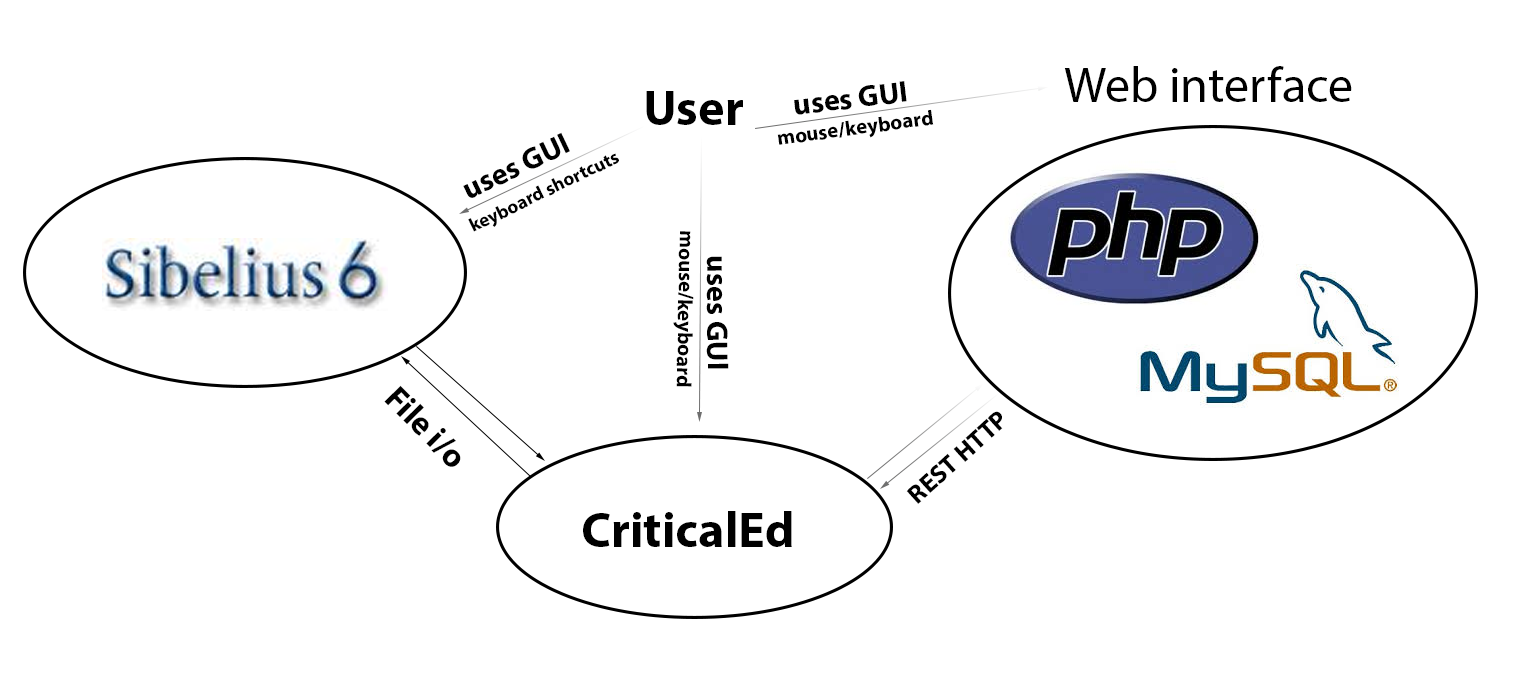 User
uses GUI
mouse/keyboard
Web interface
uses GUI
keyboard shortcuts
uses GUI
mouse/keyboard
Sibelius 6
php
MySQL®
File i/o
REST HTTP
CriticalEd